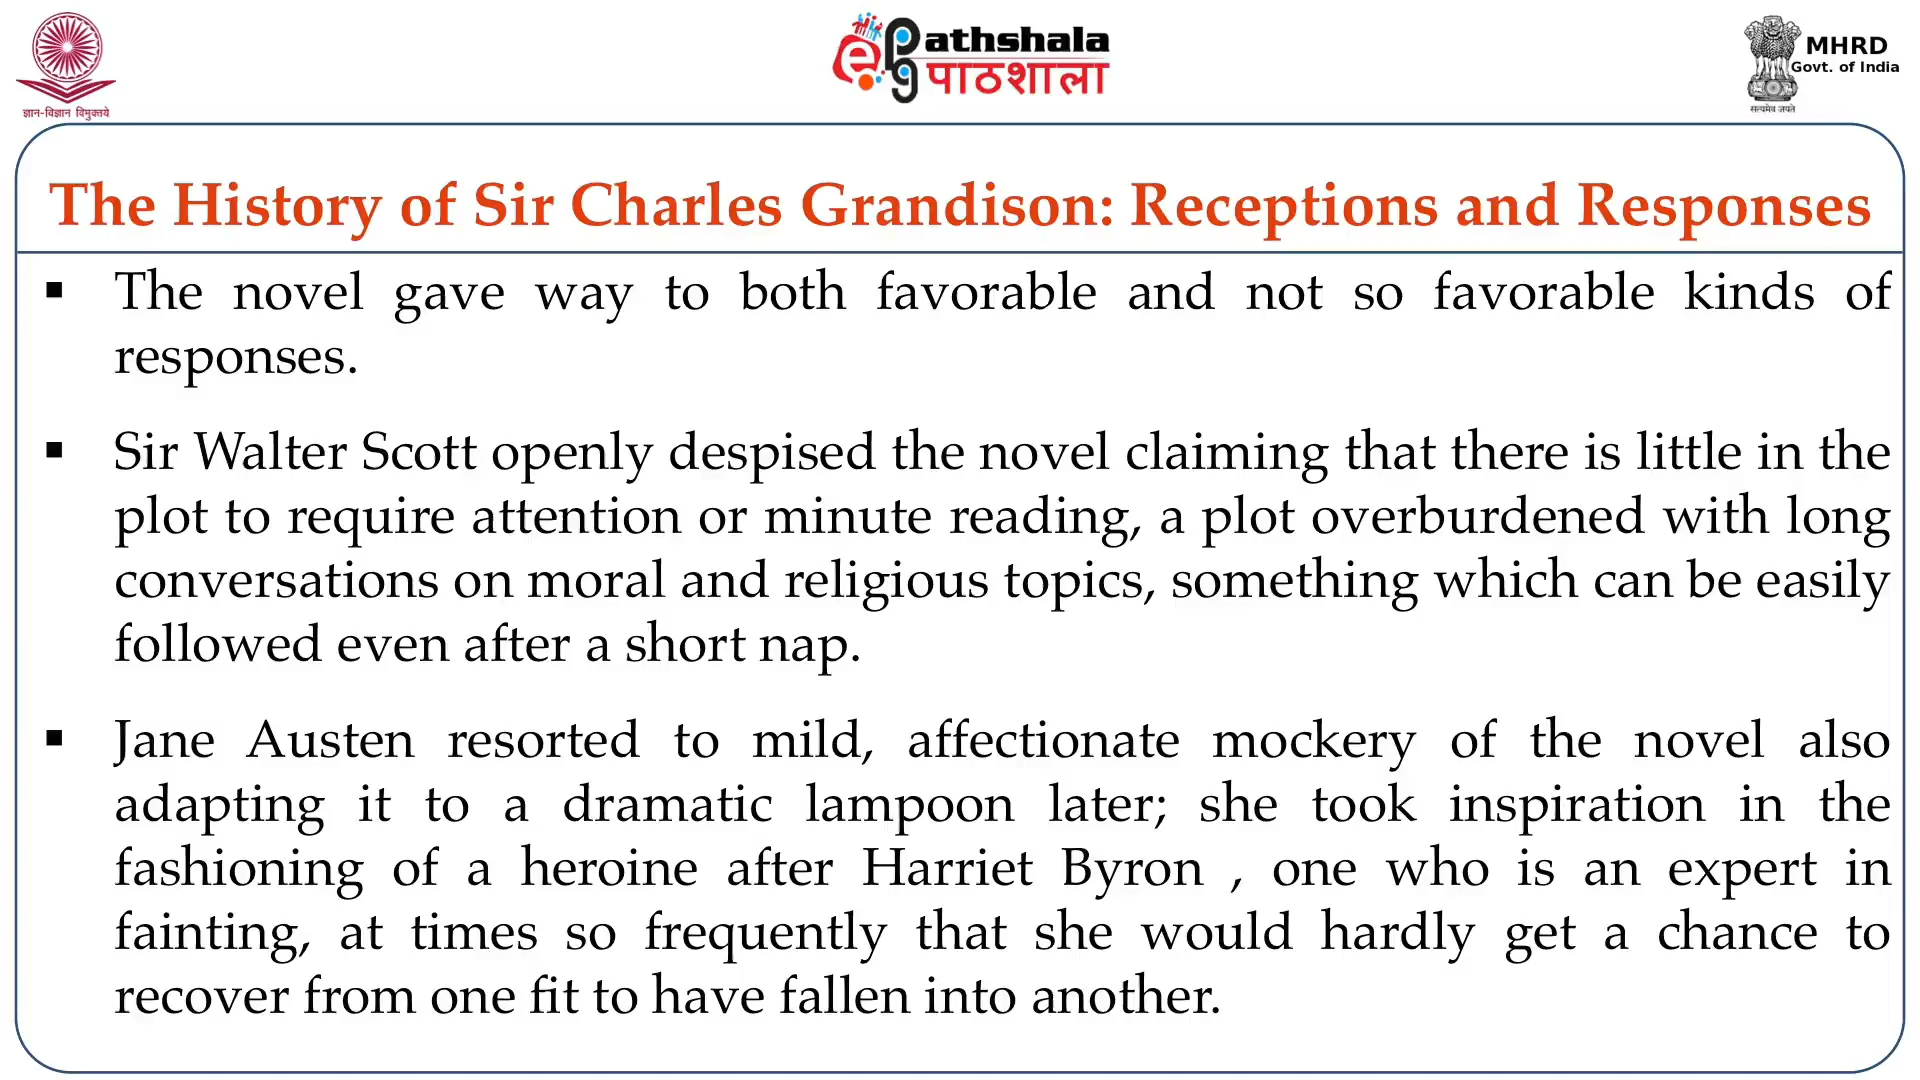 ज्ञान-विज्ञान विमुक्तये
e pg Pathshala
पाठशाला
MHRD
Govt. of India
सत्यमेव जयते
The History of Sir Charles Grandison: Receptions and Responses
▪ The novel gave way to both favorable and not so favorable kinds of
responses.
▪ Sir Walter Scott openly despised the novel claiming that there is little in the
plot to require attention or minute reading, a plot overburdened with long
conversations on moral and religious topics, something which can be easily
followed even after a short nap.
▪ Jane Austen resorted to mild, affectionate mockery of the novel also
adapting it to a dramatic lampoon later; she took inspiration in the
fashioning of a heroine after Harriet Byron , one who is an expert in
fainting, at times so frequently that she would hardly get a chance to
recover from one fit to have fallen into another.